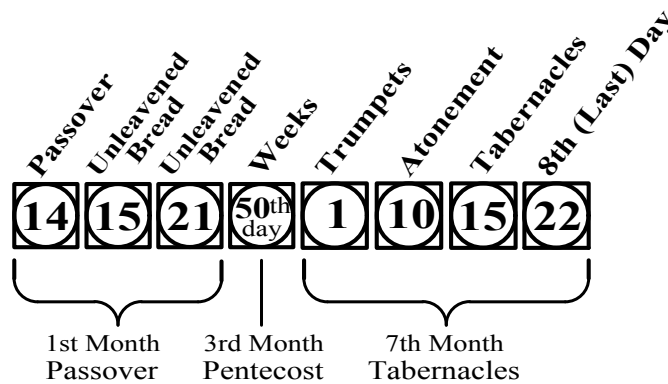 Passover
Unleavened
Bread
Unleavened
Bread
Weeks
Trumpets
Atonement
Tabernacles
8th (Last) Day
14
15
21
50th
day
1
10
15
22
1st Month
Passover
3rd Month
Pentecost
7th Month
Tabernacles